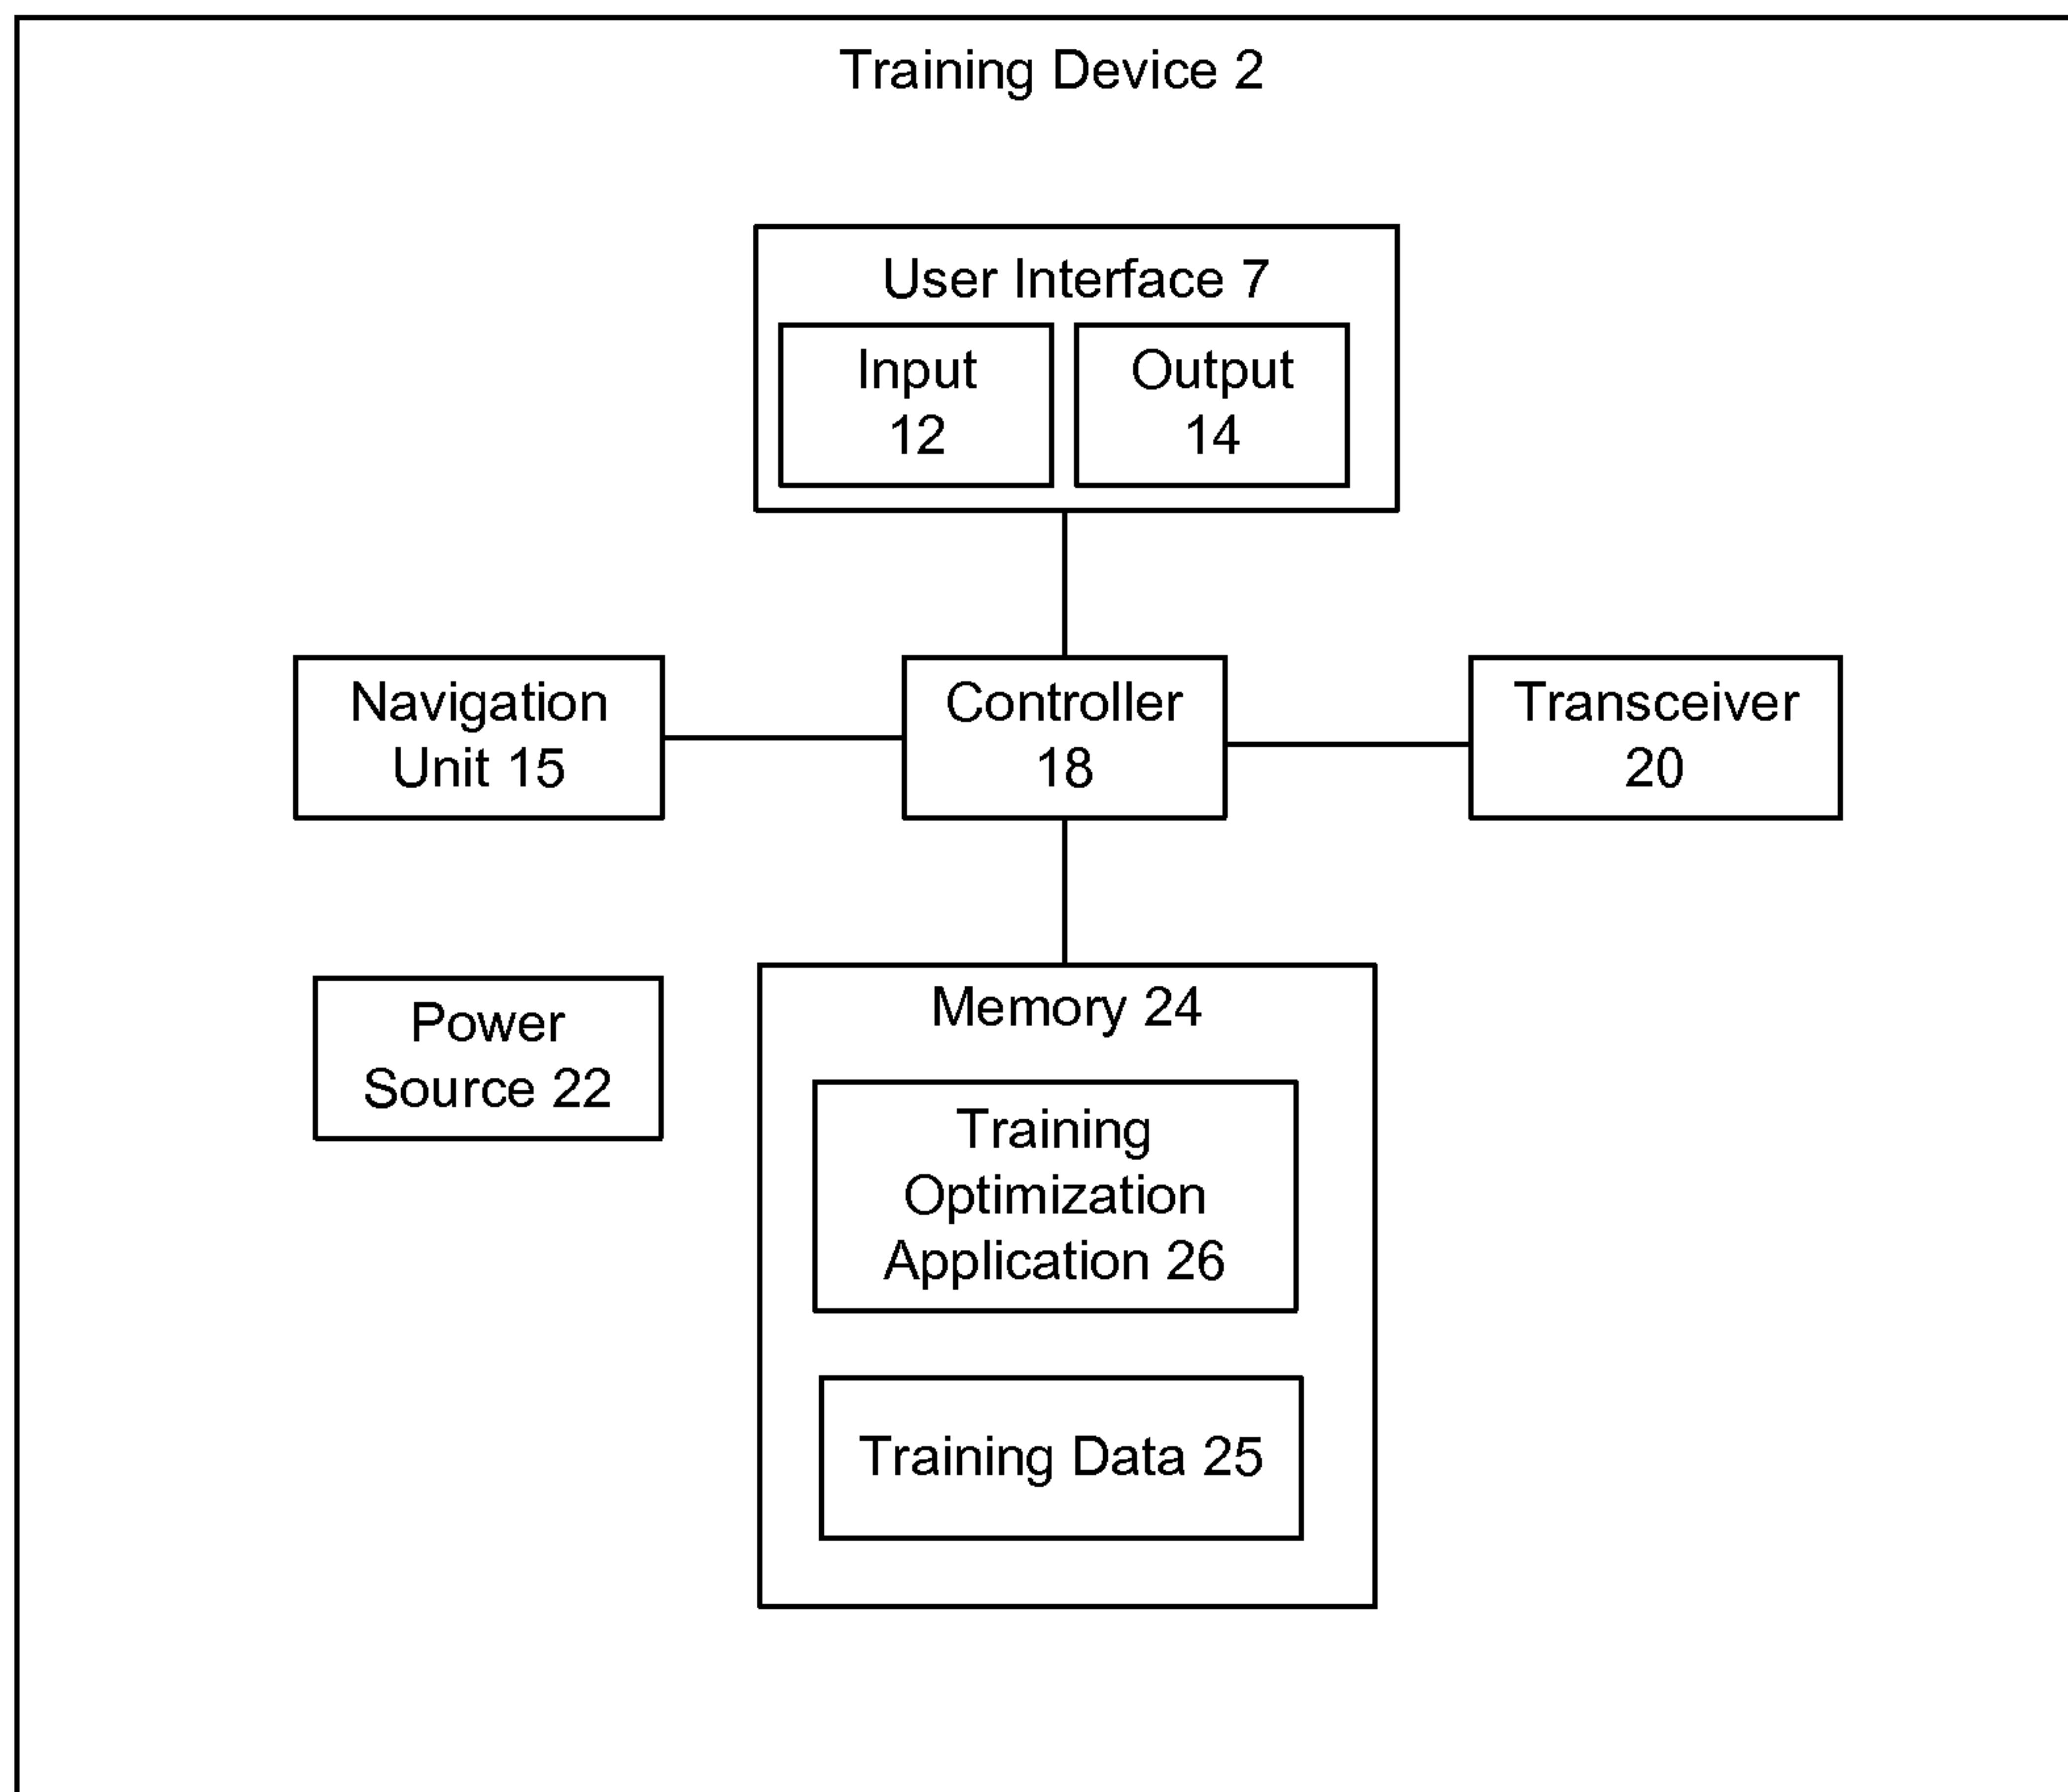 Training Device 2
User Interface 7
Input
12
Output
14
Navigation
Unit 15
Controller
18
Transceiver
20
Power
Source 22
Memory 24
Training
Optimization
Application 26
Training Data 25